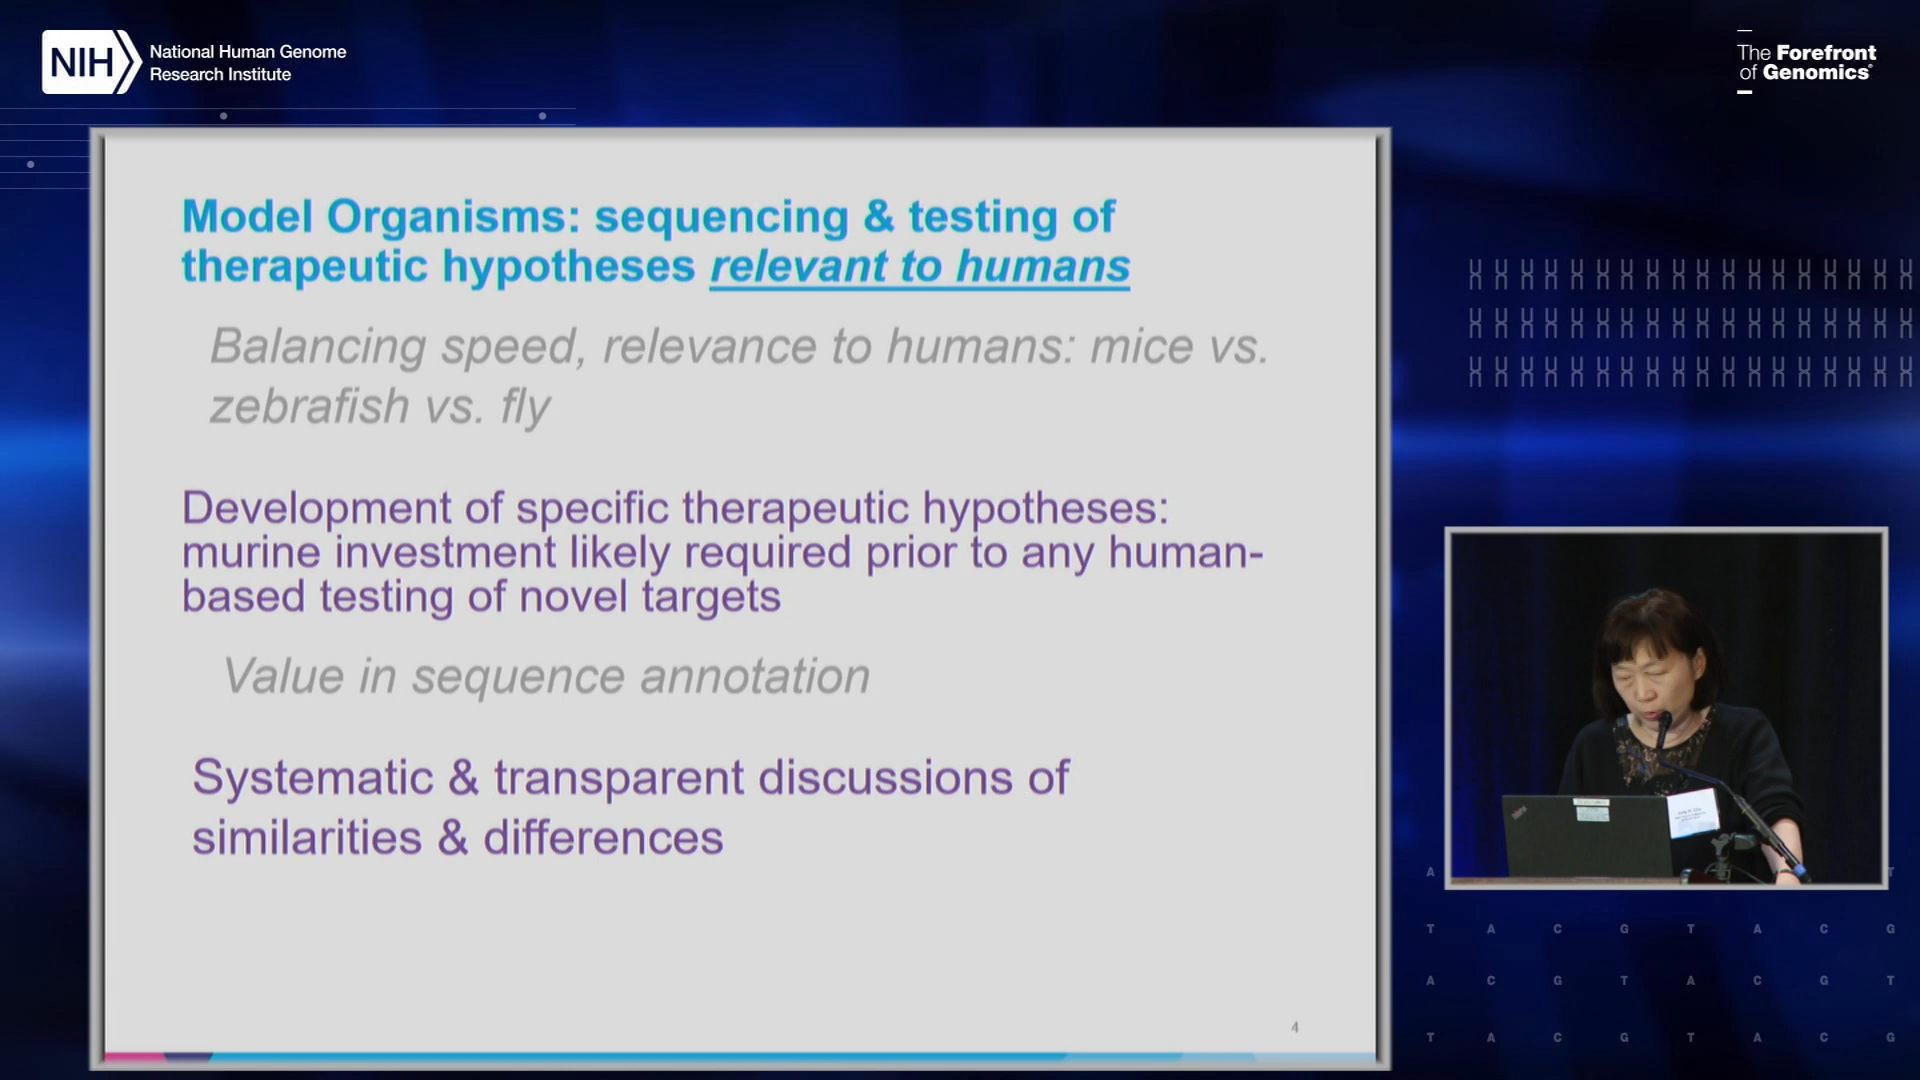 NIH
National Human Genome
Research Institute
The Forefront
of Genomics®
Model Organisms: sequencing & testing of
therapeutic hypotheses relevant to humans
Balancing speed, relevance to humans: mice vs.
zebrafish vs. fly
Development of specific therapeutic hypotheses:
murine investment likely required prior to any human-
based testing of novel targets
Value in sequence annotation
Systematic & transparent discussions of
similarities & differences
4
A T
T A C G T A C G
A C G T A C G T
T A C G T A C G